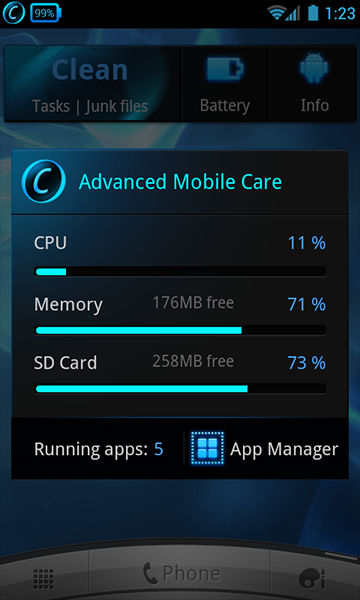 C 99% 1:23
Clean
Tasks | Junk files Battery Info
C Advanced Mobile Care
CPU 11 %
Memory 176MB free 71 %
SD Card 258MB free 73 %
Running apps: 5 App Manager
Phone